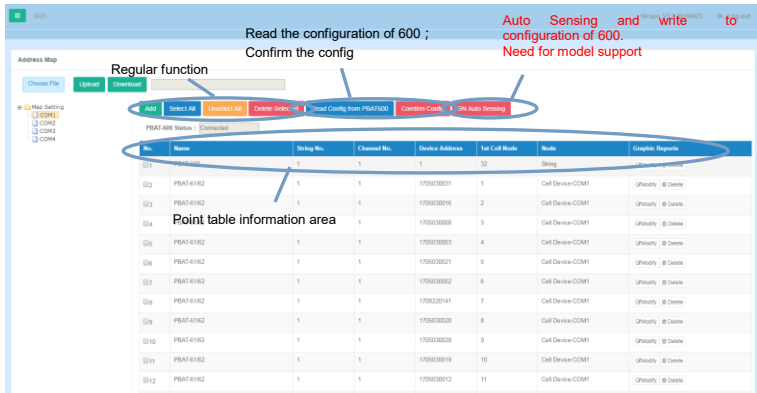 BMS
Version
Log out
Auto Sensing and write to
configuration of 600.
Need for model support
Read the configuration of 600；
Confirm the config
Address Map
Regular function
Choose File Upload Download
Map Setting
COM1
COM2
COM3
COM4
Add Select All Unselect All Delete Selec Read Config from PBAT600 Confirm Config SN Auto Sensing
PBAT-600 Status : Connected
No. Name String No. Channel No. Device Address 1st Cell Node Node Graphic Reports
1 PBAT-600 1 1 1 32 String Modify Delete
2 PBAT-61/62 1 1 1705030031 1 Cell Device-COM1 Modify Delete
3 PBAT-61/62 1 1 1705030016 2 Cell Device-COM1 Modify Delete
Point table information area
4 PBAT-61/62 1 1 1705030008 3 Cell Device-COM1 Modify Delete
5 PBAT-61/62 1 1 1705030003 4 Cell Device-COM1 Modify Delete
6 PBAT-61/62 1 1 1705030021 5 Cell Device-COM1 Modify Delete
7 PBAT-61/62 1 1 1705030002 6 Cell Device-COM1 Modify Delete
8 PBAT-61/62 1 1 1708220141 7 Cell Device-COM1 Modify Delete
9 PBAT-61/62 1 1 1705030020 8 Cell Device-COM1 Modify Delete
10 PBAT-61/62 1 1 1705030028 9 Cell Device-COM1 Modify Delete
11 PBAT-61/62 1 1 1705030019 10 Cell Device-COM1 Modify Delete
12 PBAT-61/62 1 1 1705030012 11 Cell Device-COM1 Modify Delete